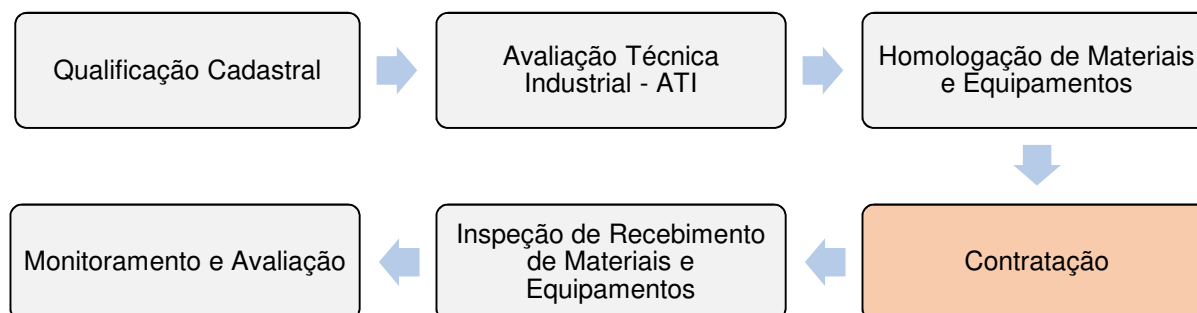 Qualificação Cadastral
Avaliação Técnica
Industrial - ATI
Homologação de Materiais
e Equipamentos
Contratação
Inspeção de Recebimento
de Materiais e
Equipamentos
Monitoramento e Avaliação